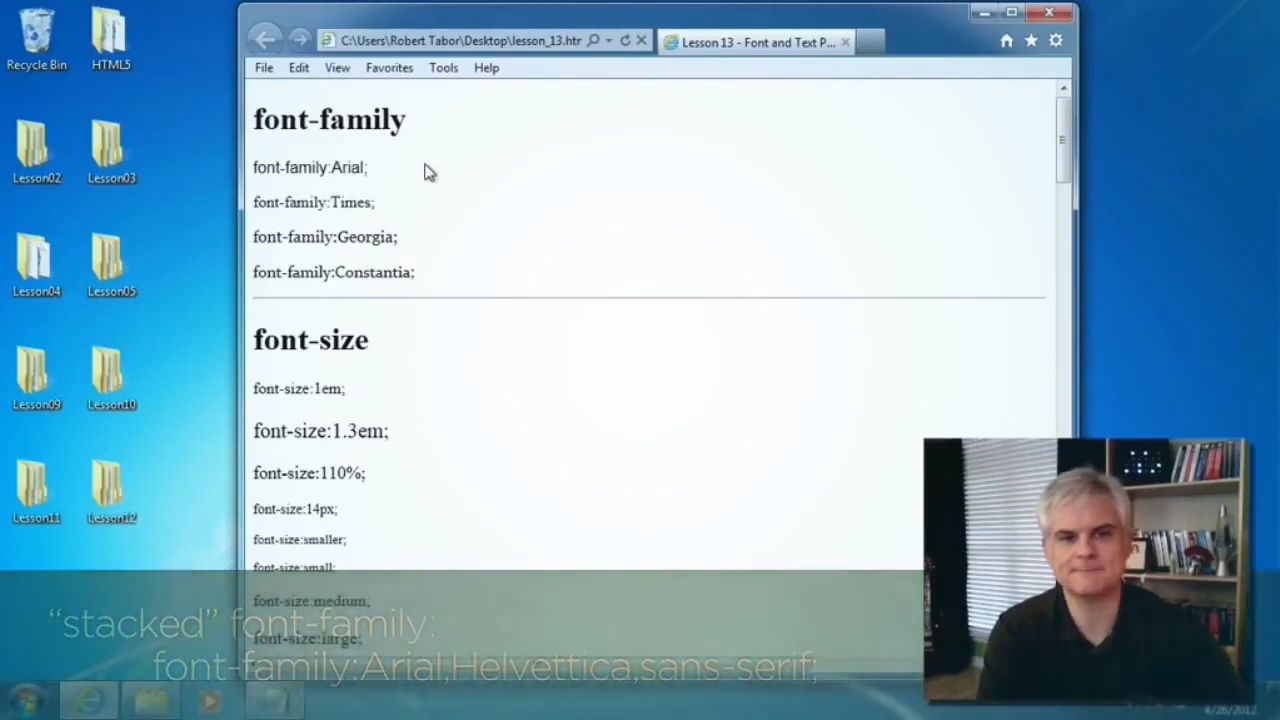 Recycle Bin
HTML5
Lesson02
Lesson03
Lesson04
Lesson05
Lesson09
Lesson10
Lesson11
Lesson12
C:\Users\Robert Tabor\Desktop\lesson_13.htr
Lesson 13 - Font and Text P...
File Edit View Favorites Tools Help
font-family
font-family:Arial;
font-family:Times;
font-family:Georgia;
font-family:Constantia;
font-size
font-size:1em;
font-size:1.3em;
font-size:110%;
font-size:14px;
font-size:smaller;
font-size:small;
font-size:medium;
font-size:large;
“stacked” font-family:
font-family:Arial,Helvettica,sans-serif;
4/26/2012